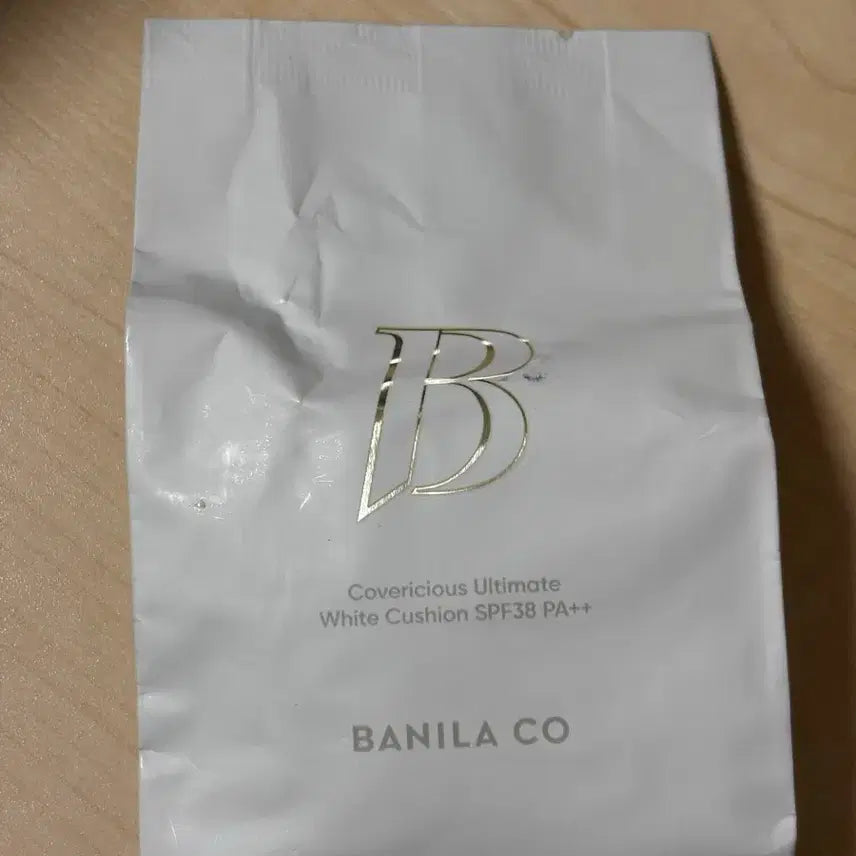 B
Covericious Ultimate
White Cushion SPF38 PA++
BANILA CO